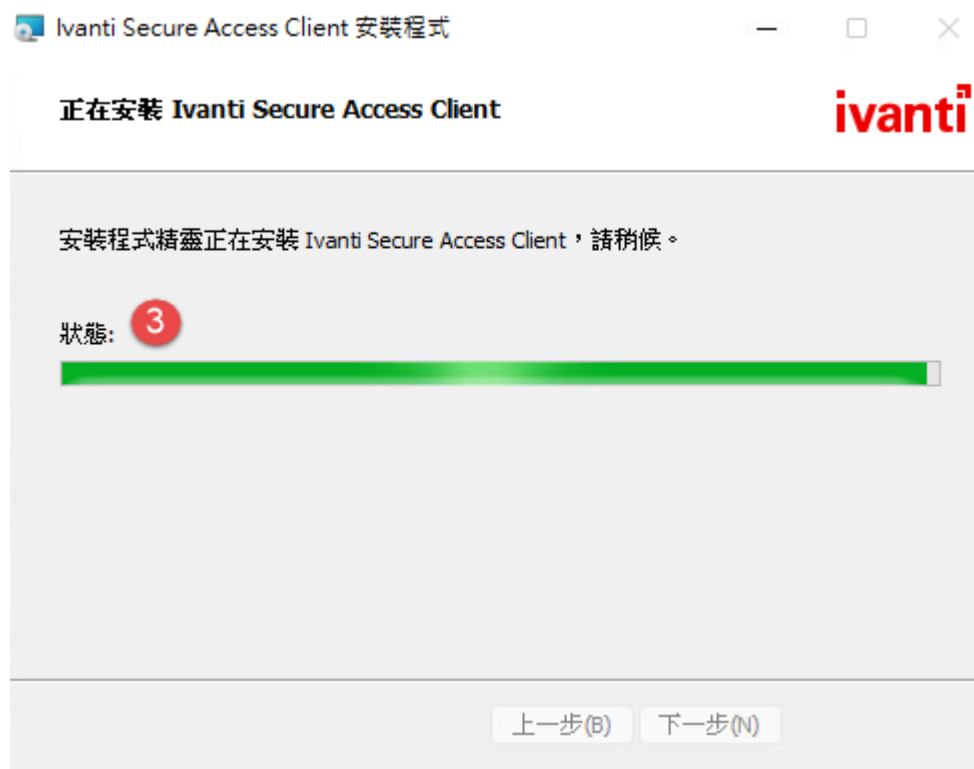 Ivanti Secure Access Client 安裝程式
正在安裝 Ivanti Secure Access Client
ivanti
安裝程式精靈正在安裝 Ivanti Secure Access Client，請稍候。
狀態: 3
上一步(B) 下一步(N)